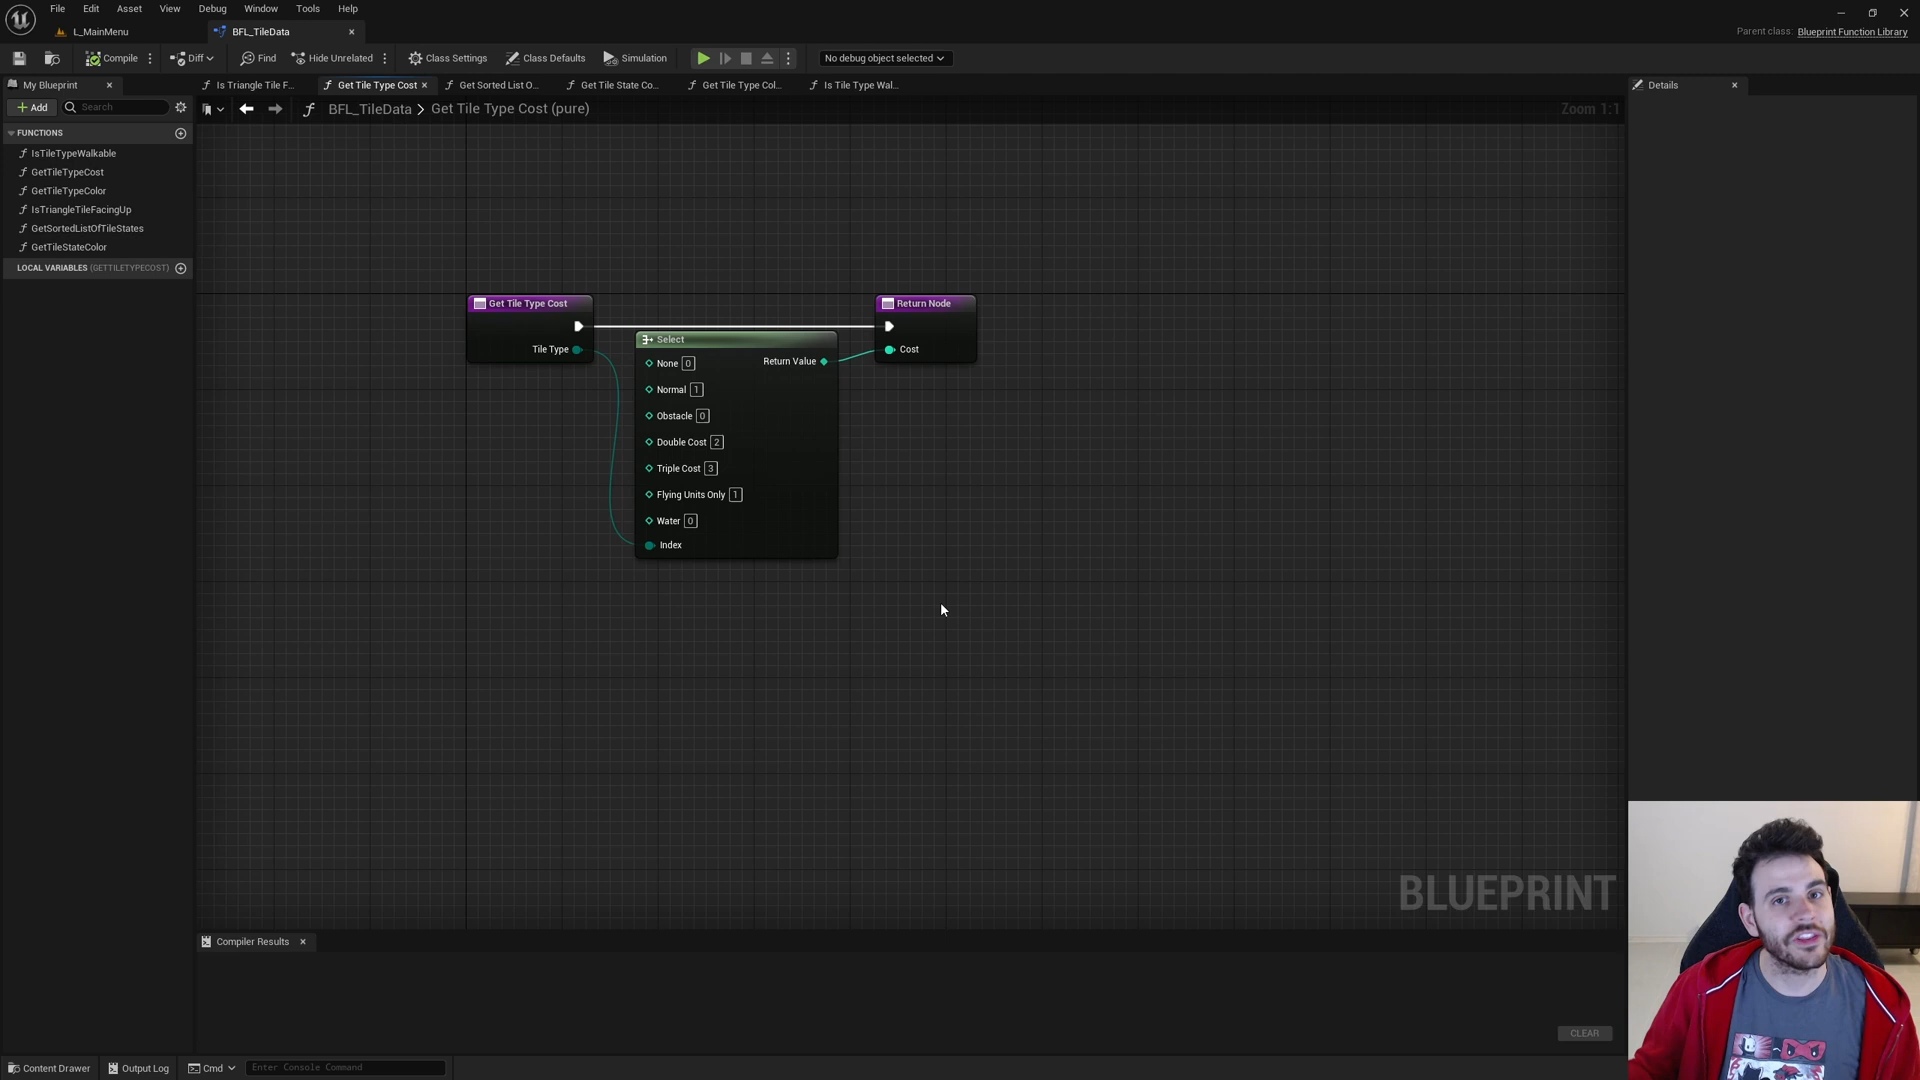 File Edit Asset View Debug Window Tools Help
L_MainMenu BFL_TileData
Parent class: Blueprint Function Library
Compile Diff Find Hide Unrelated Class Settings Class Defaults Simulation No debug object selected
My Blueprint
Is Triangle Tile F... Get Tile Type Cost Get Sorted List O... Get Tile State Co... Get Tile Type Col... Is Tile Type Wal...
Details
Add Search
BFL_TileData > Get Tile Type Cost (pure)
Zoom 1:1
FUNCTIONS
IsTileTypeWalkable
GetTileTypeCost
GetTileTypeColor
IsTriangleTileFacingUp
GetSortedListOfTileStates
GetTileStateColor
LOCAL VARIABLES (GETTILETYPECOST)
Get Tile Type Cost
Tile Type
Select
None 0
Return Value
Normal 1
Obstacle 0
Double Cost 2
Triple Cost 3
Flying Units Only 1
Water 0
Index
Return Node
Cost
BLUEPRINT
Compiler Results
CLEAR
Content Drawer Output Log Cmd Enter Console Command